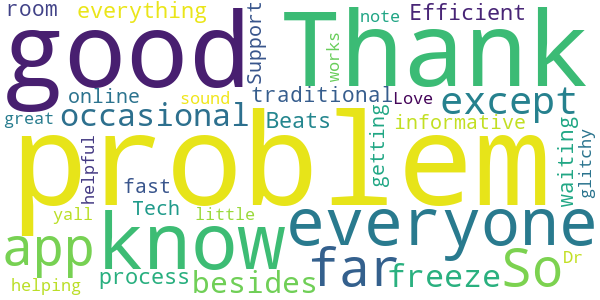 room
everything
good
Thank
note
Efficient
Support
works
online
sound
traditional
Love
except
great
occasional
Beats
getting
informative
problem
waiting
glitchy
helpful
fast
yall
Tech
little
everyone
app
know
far
So
Dr
helping
process
besides
freeze